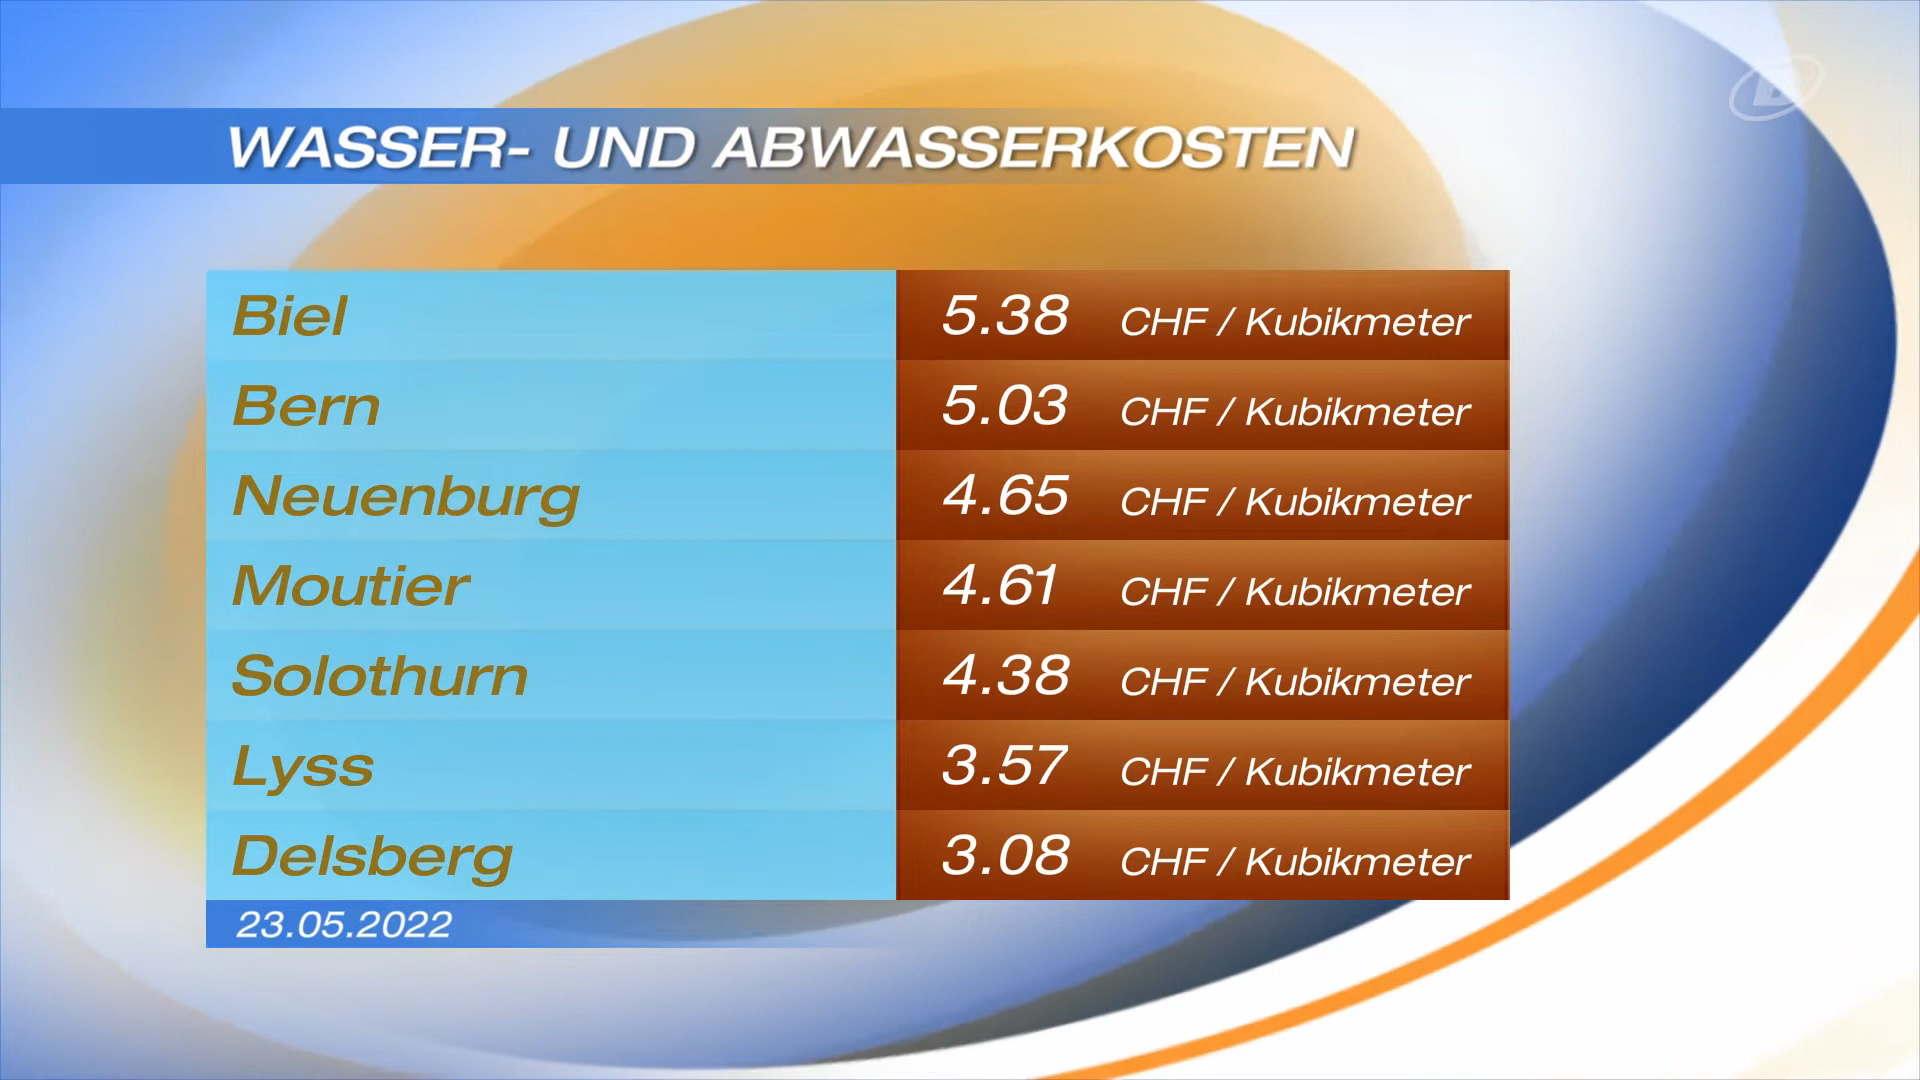 WASSER- UND ABWASSERKOSTEN
Biel 5.38 CHF / Kubikmeter
Bern 5.03 CHF / Kubikmeter
Neuenburg 4.65 CHF / Kubikmeter
Moutier 4.61 CHF / Kubikmeter
Solothurn 4.38 CHF / Kubikmeter
Lyss 3.57 CHF / Kubikmeter
Delsberg 3.08 CHF / Kubikmeter
23.05.2022